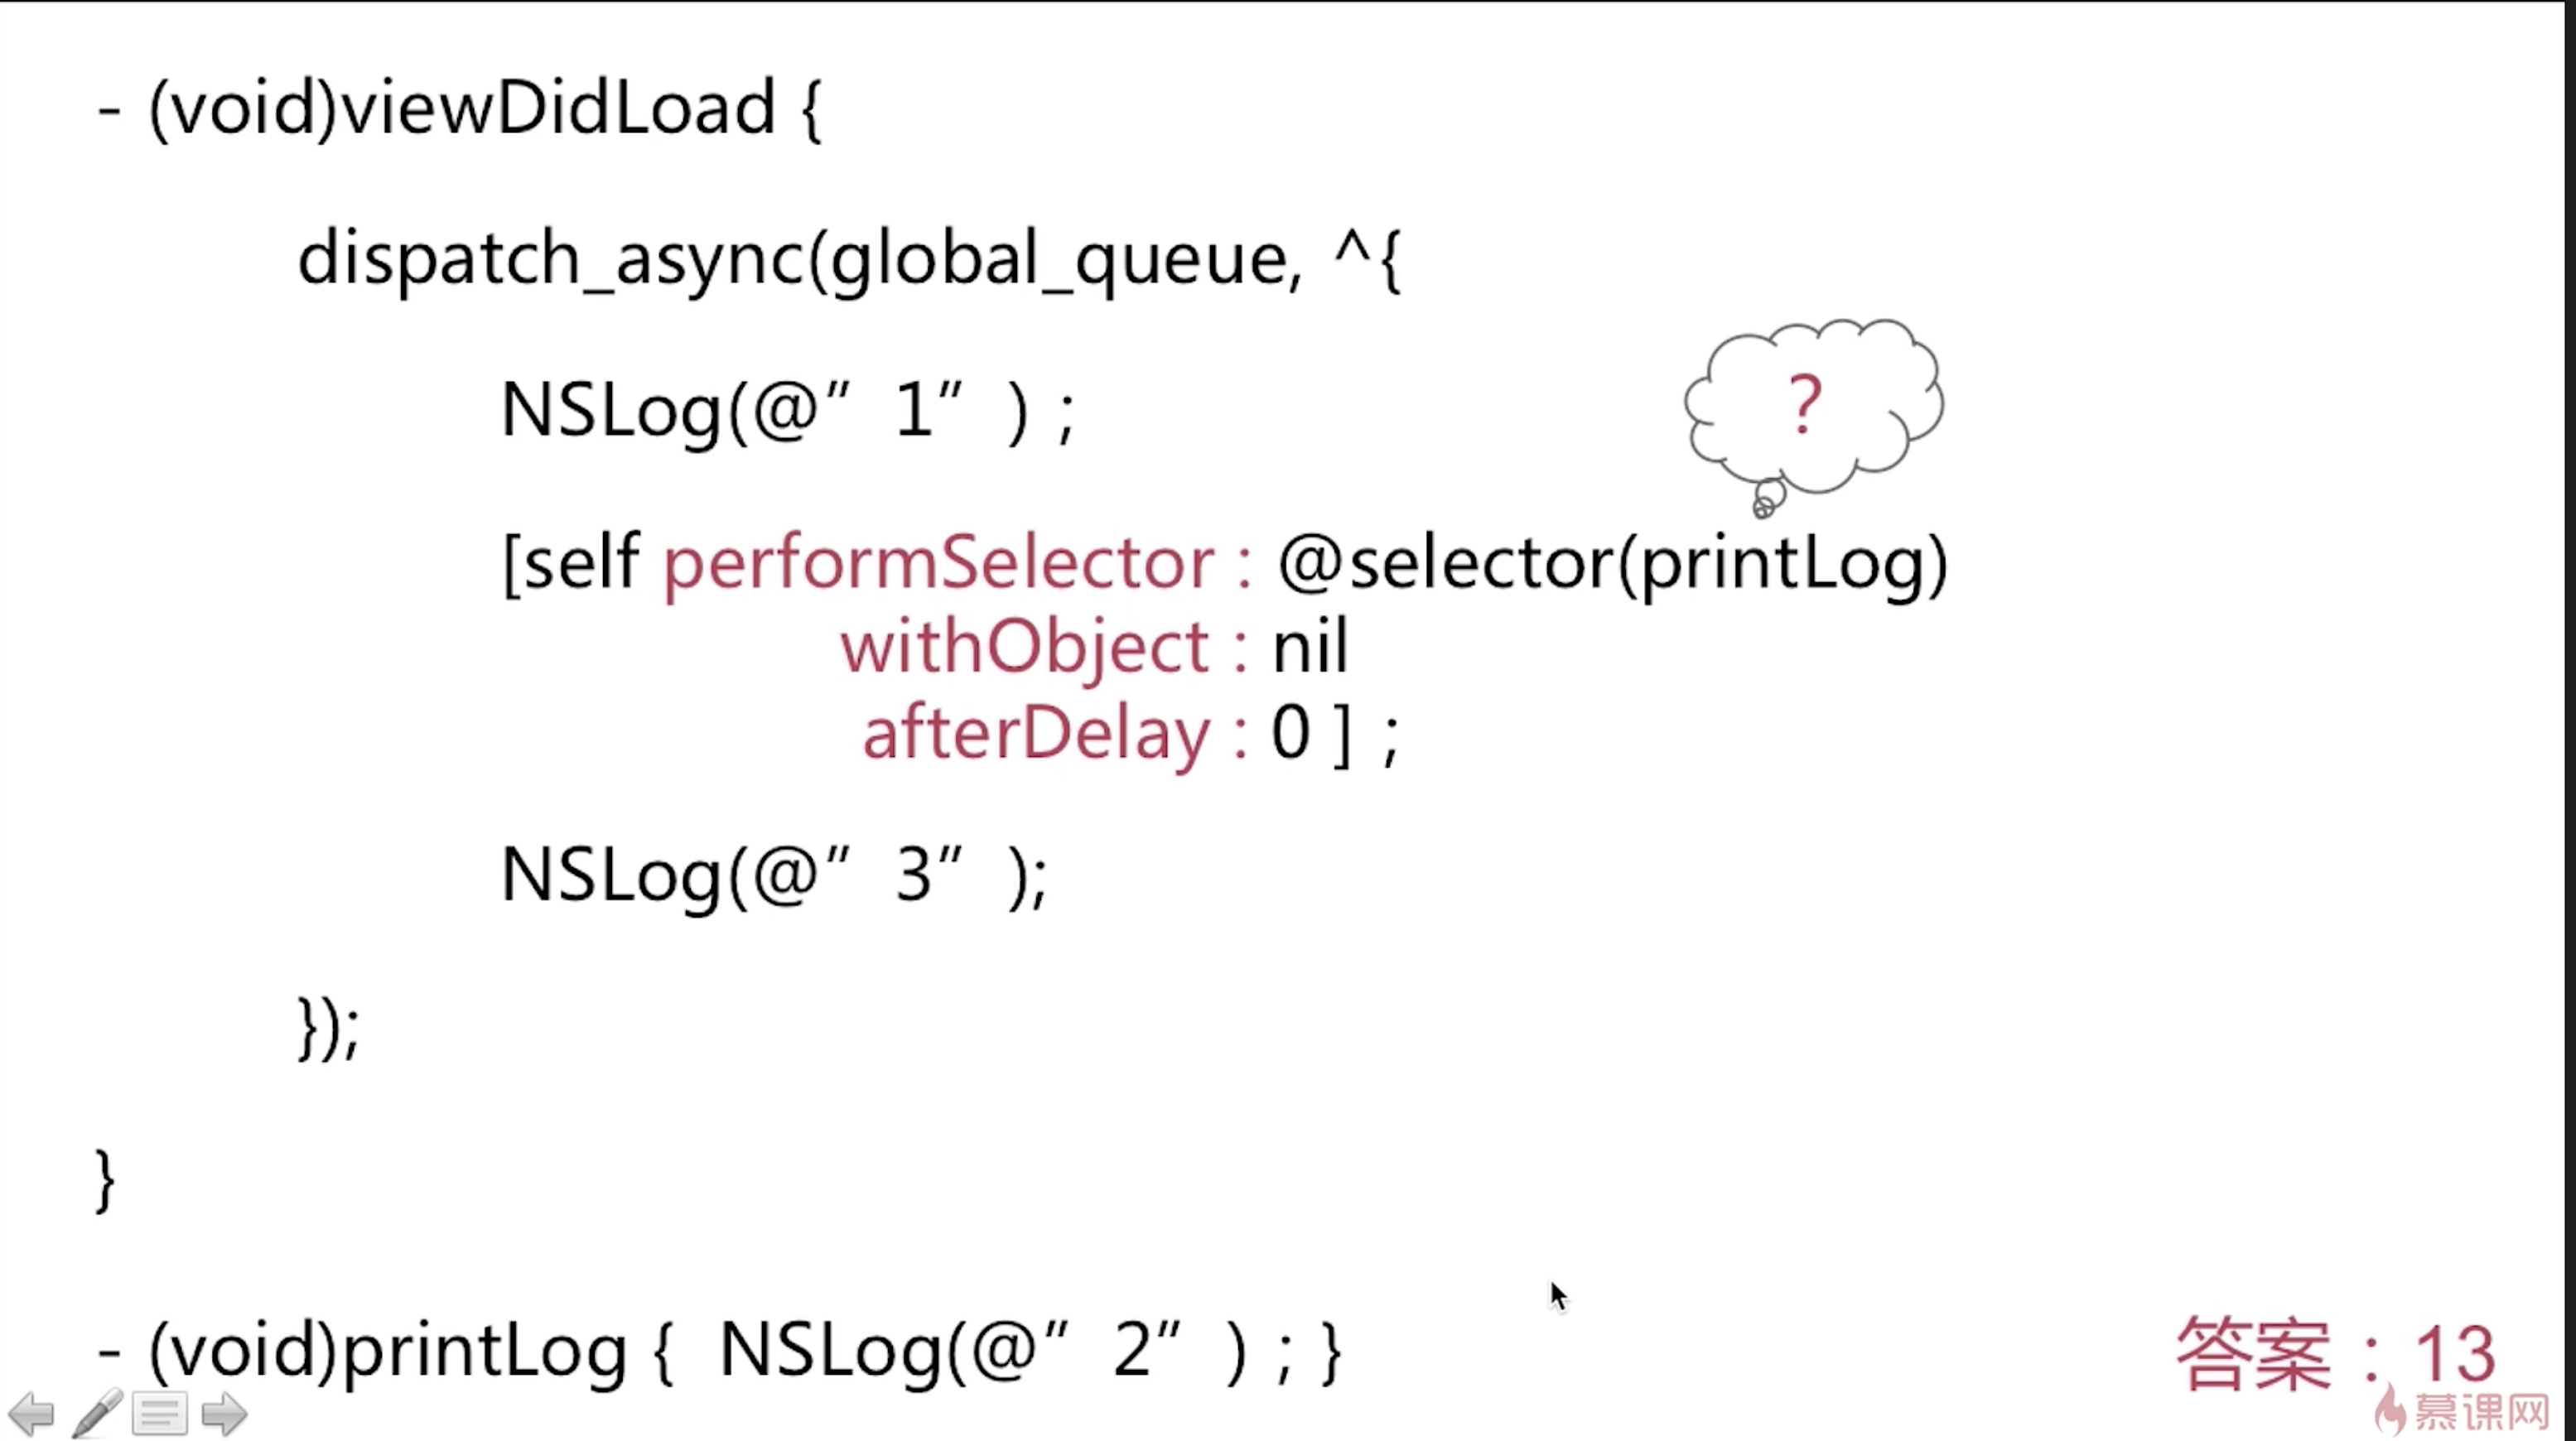 - (void)viewDidLoad {
dispatch_async(global_queue, ^{
NSLog(@” 1” ) ;
?
[self performSelector : @selector(printLog)
withObject : nil
afterDelay : 0 ] ;
NSLog(@” 3” );
});
}
- (void)printLog { NSLog(@” 2” ) ; }
答案：13
慕课网